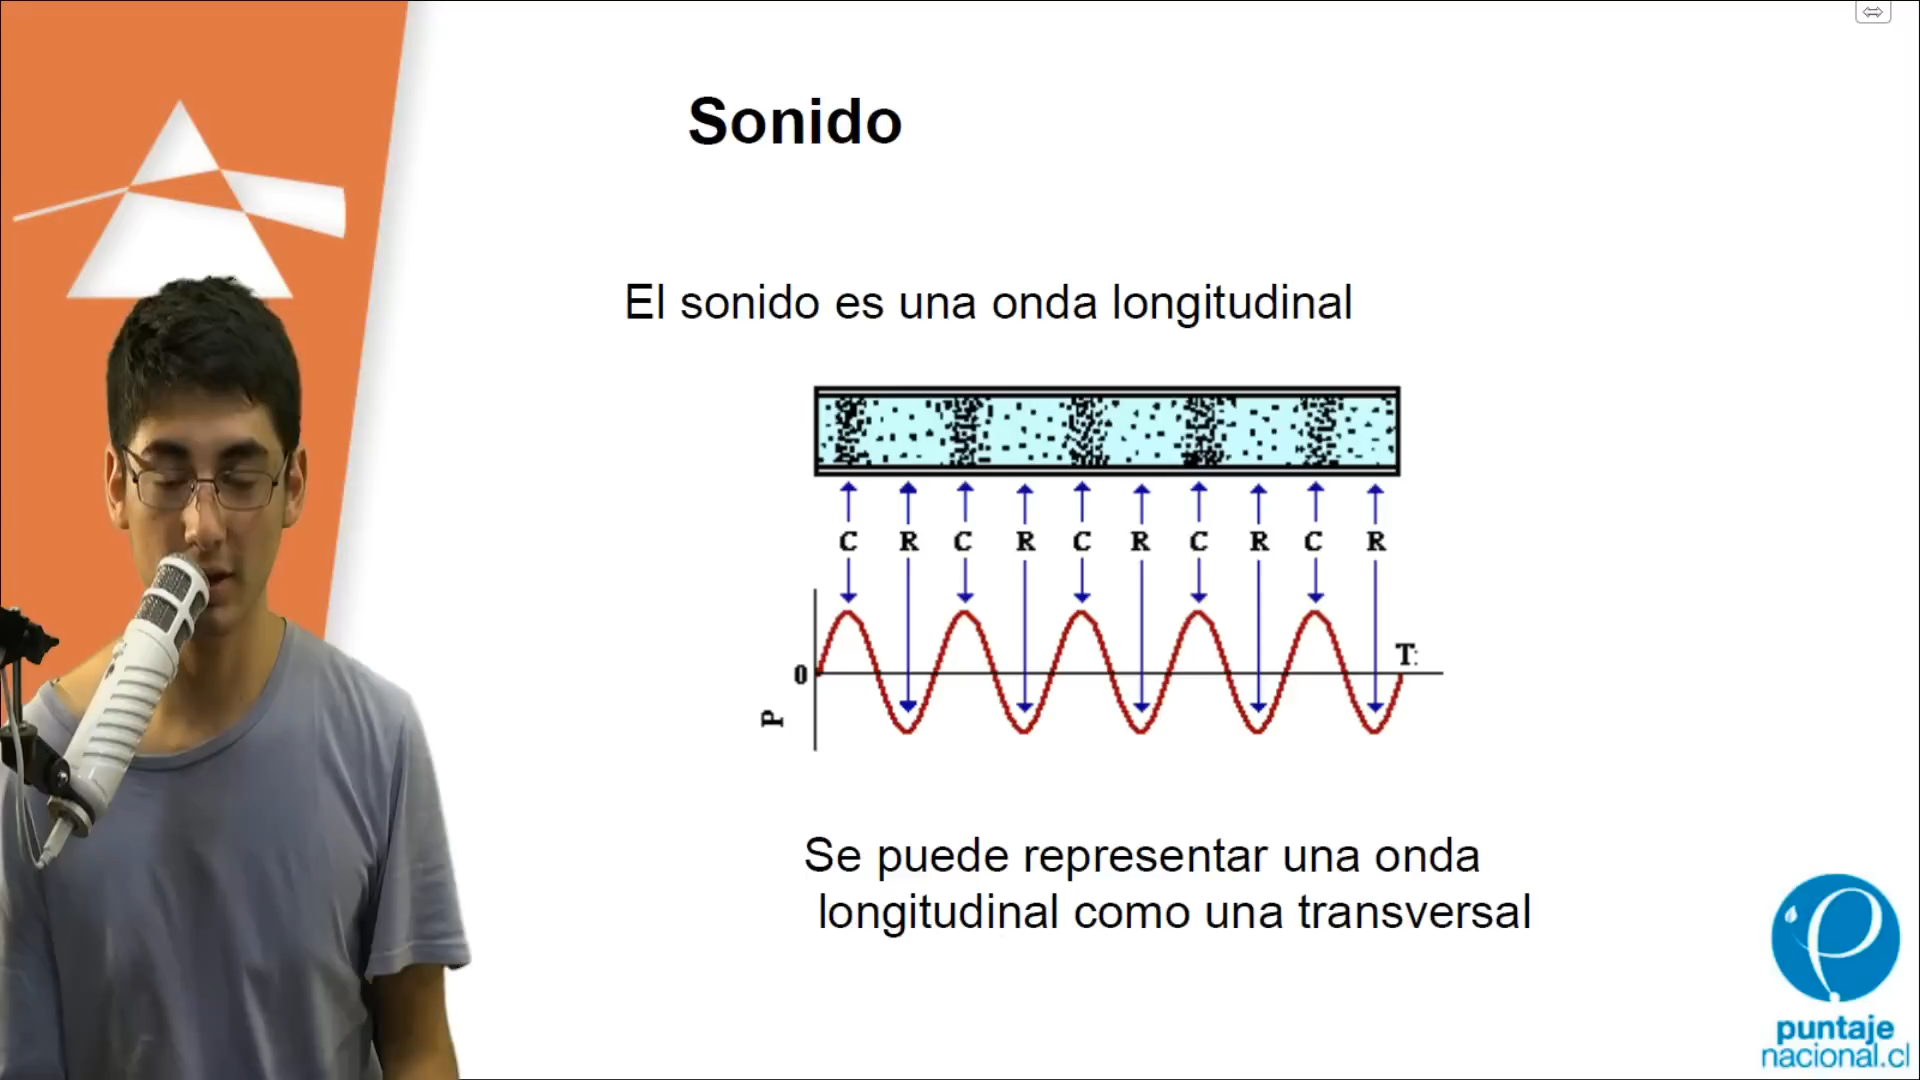 Sonido
El sonido es una onda longitudinal
C R C R C R C R C R
T:
0
P
Se puede representar una onda
longitudinal como una transversal
puntaje
nacional.cl